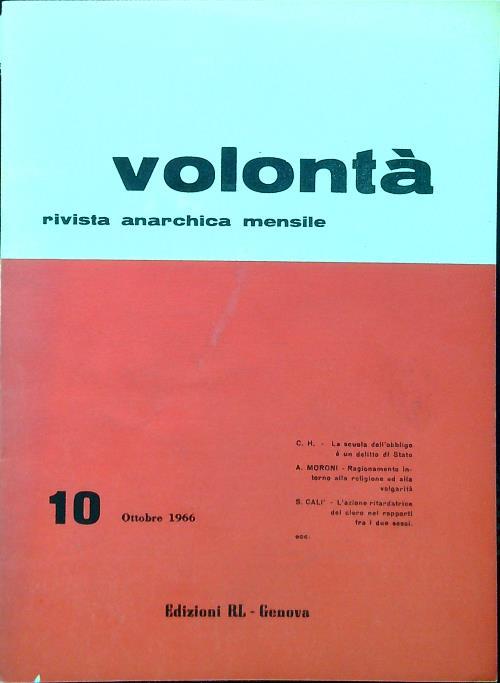 volontà
rivista anarchica mensile
C. H. - La scuola dell'obbligo
è un delitto di Stato
A. MORONI - Ragionamento in-
torno alla religione ed alla
volgarità
S. CALI' - L'azione ritardatrice
del clero nei rapporti
fra i due sessi.
ecc.
10 Ottobre 1966
Edizioni RL - Genova